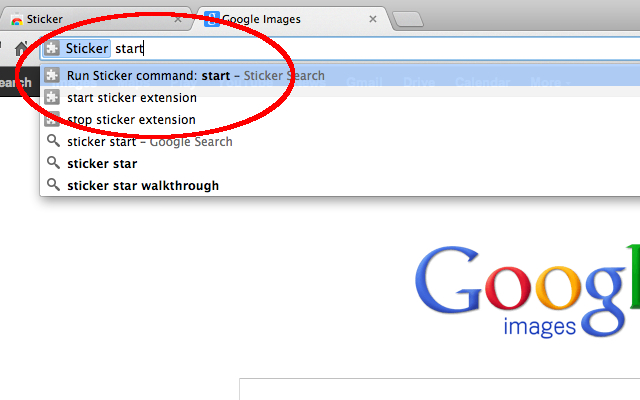 Sticker
Google Images
Sticker start
earch
Run Sticker command: start – Sticker Search
Gmail Drive Calendar More
start sticker extension
stop sticker extension
sticker start – Google Search
sticker star
sticker star walkthrough
Googl
images